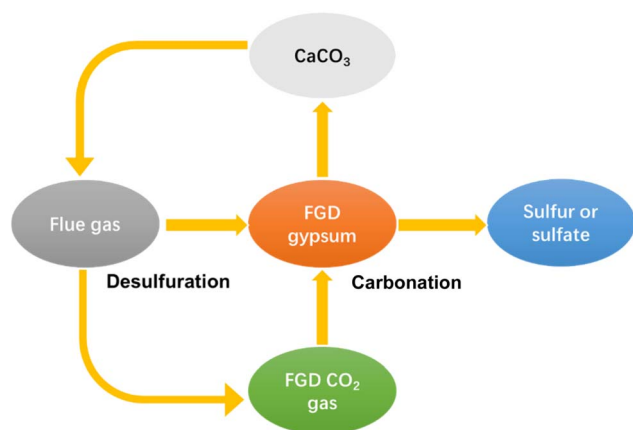 CaCO₃
Flue gas
FGD
gypsum
Sulfur or
sulfate
Desulfuration
Carbonation
FGD CO₂
gas